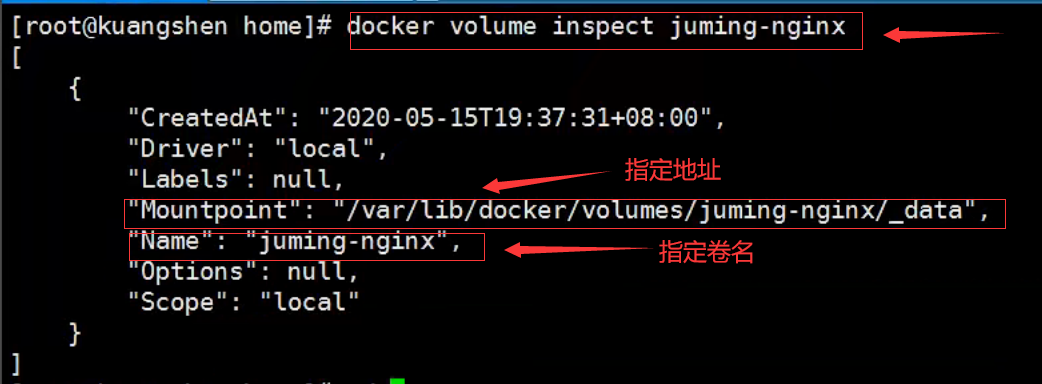 [root@kuangshen home]# docker volume inspect juming-nginx
[
{
"CreatedAt": "2020-05-15T19:37:31+08:00",
"Driver": "local",
"Labels": null,
指定地址
"Mountpoint": "/var/lib/docker/volumes/juming-nginx/_data",
"Name": "juming-nginx",
指定卷名
"Options": null,
"Scope": "local"
}
]